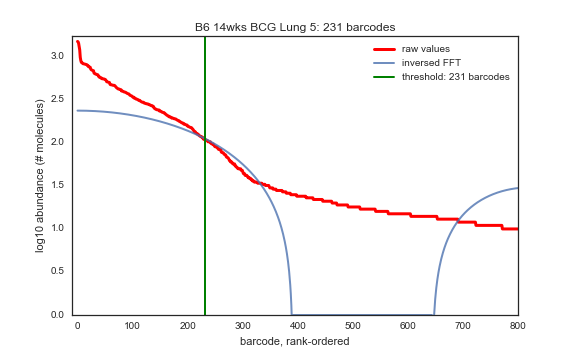 B6 14wks BCG Lung 5: 231 barcodes
raw values
inversed FFT
threshold: 231 barcodes
log10 abundance (# molecules)
3.0
2.5
2.0
1.5
1.0
0.5
0.0
0 100 200 300 400 500 600 700 800
barcode, rank-ordered